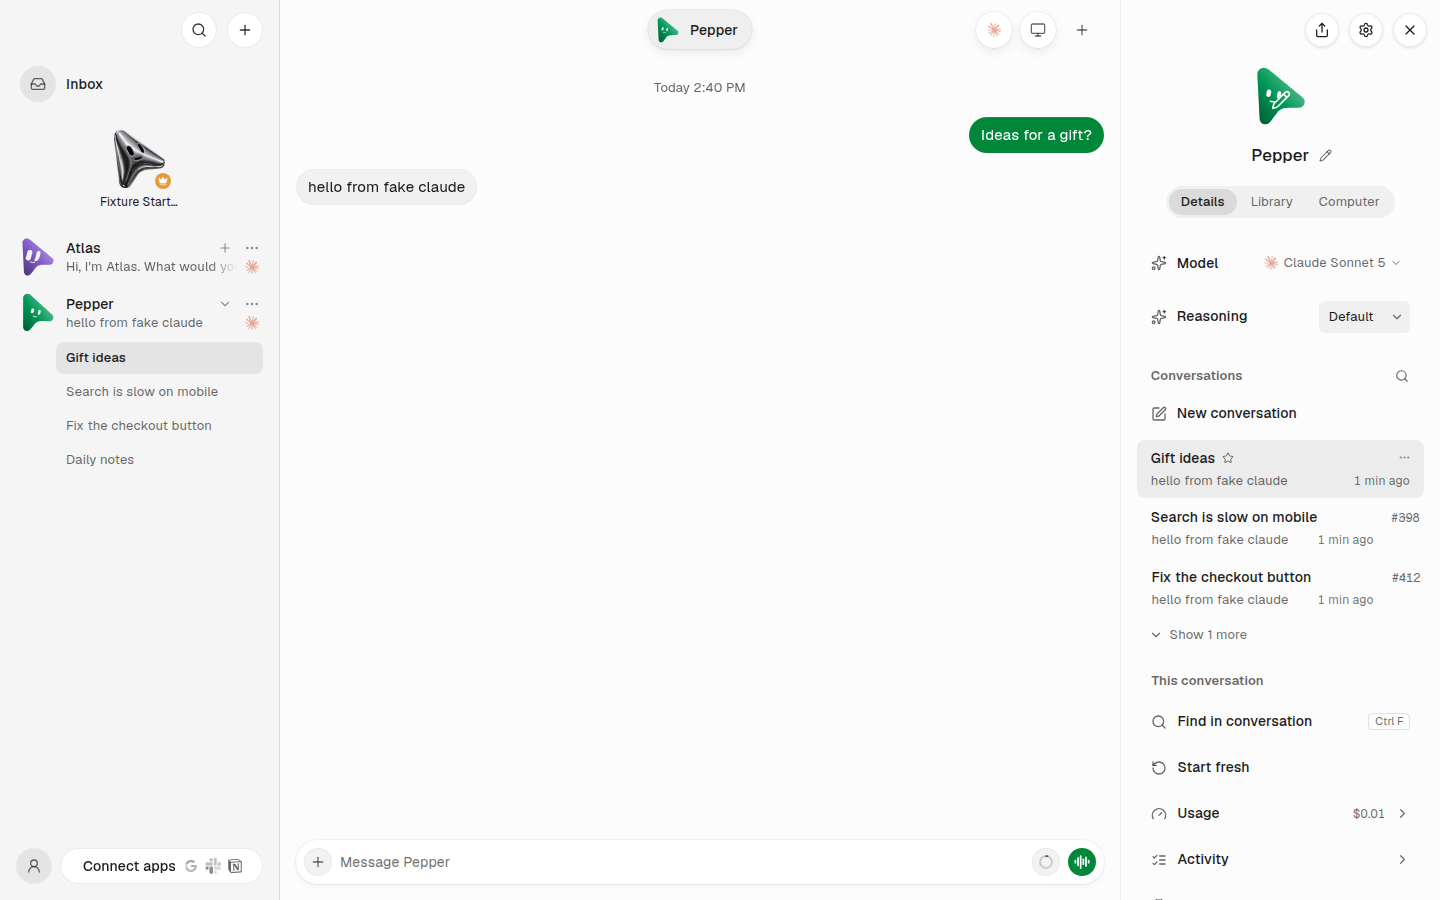 Inbox
Fixture Start...
Atlas
Hi, I'm Atlas. What would yo
Pepper
hello from fake claude
Gift ideas
Search is slow on mobile
Fix the checkout button
Daily notes
Connect apps
Pepper
Today 2:40 PM
Ideas for a gift?
hello from fake claude
Message Pepper
Pepper
Details Library Computer
Model Claude Sonnet 5
Reasoning Default
Conversations
New conversation
Gift ideas
hello from fake claude 1 min ago
Search is slow on mobile #398
hello from fake claude 1 min ago
Fix the checkout button #412
hello from fake claude 1 min ago
Show 1 more
This conversation
Find in conversation Ctrl F
Start fresh
Usage $0.01
Activity